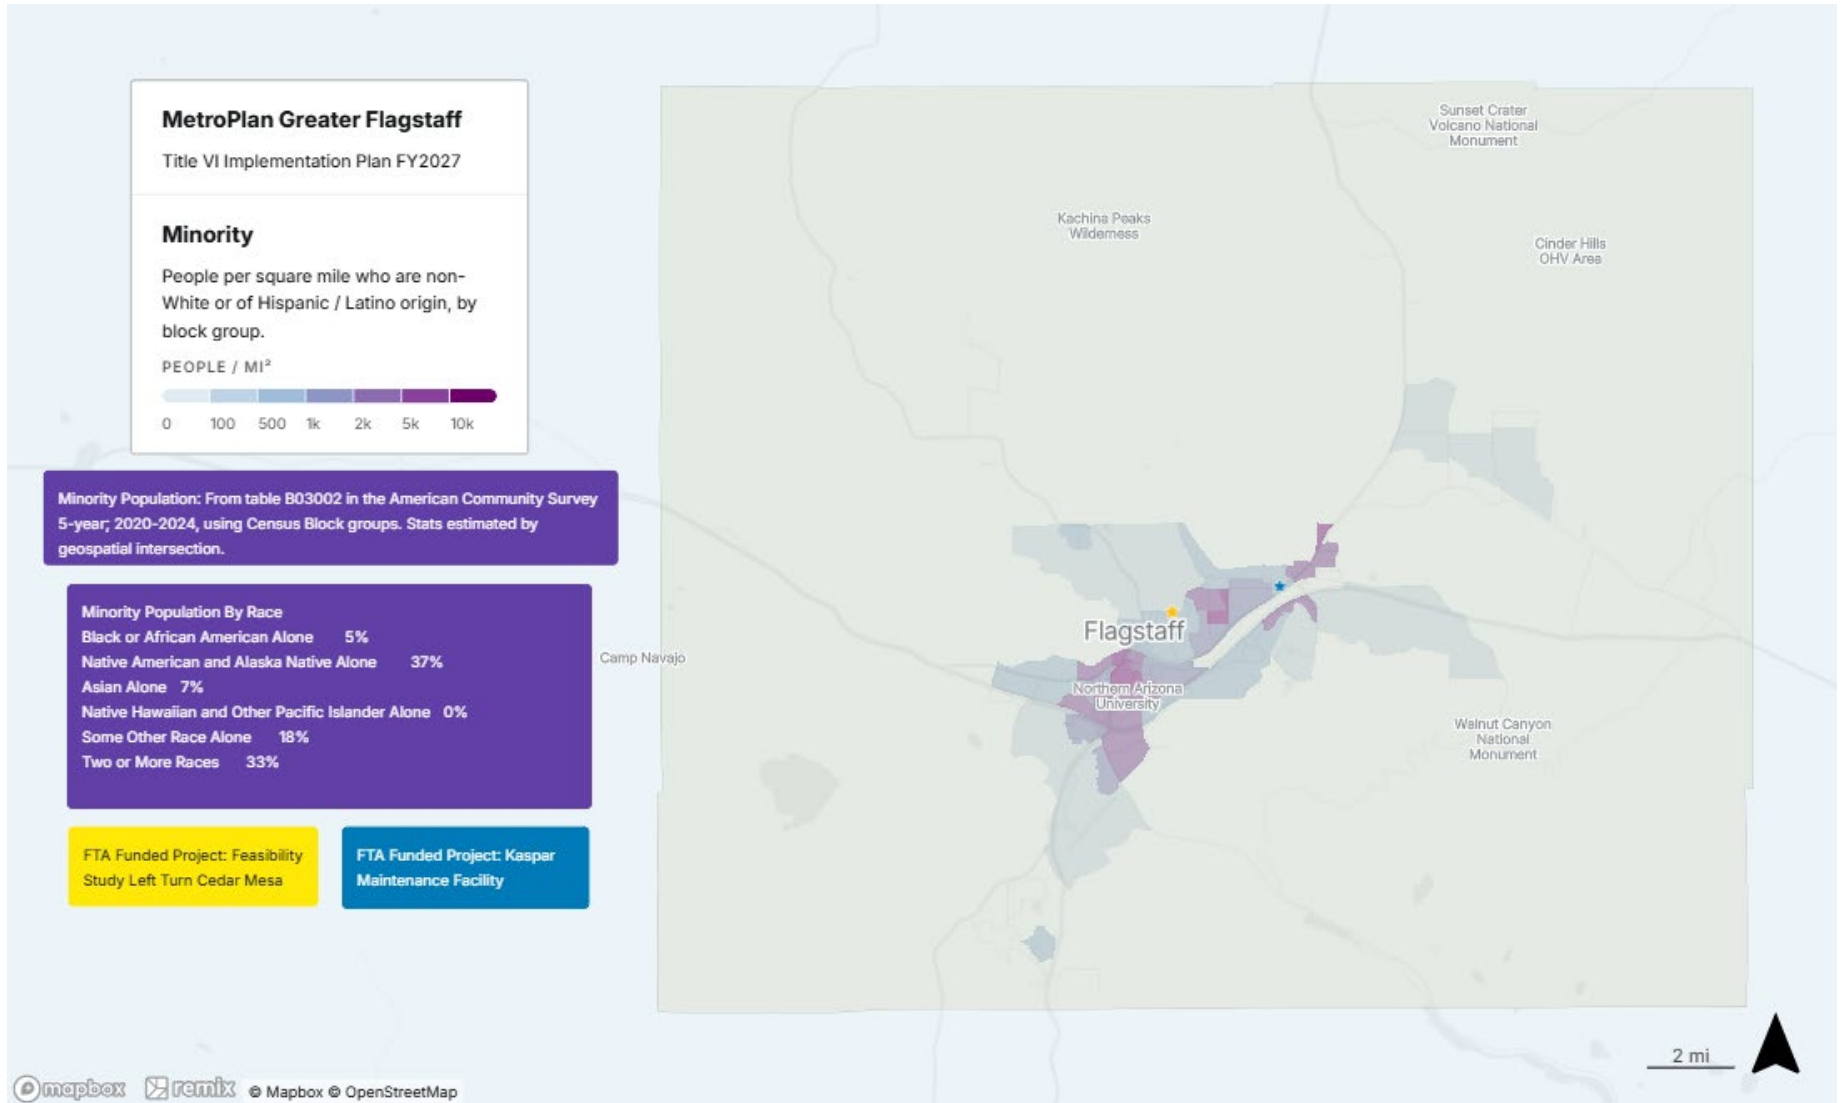 MetroPlan Greater Flagstaff
Title VI Implementation Plan FY2027
Minority
People per square mile who are non-
White or of Hispanic / Latino origin, by
block group.
PEOPLE / MI²
0 100 500 1k 2k 5k 10k
Minority Population: From table B03002 in the American Community Survey
5-year; 2020-2024, using Census Block groups. Stats estimated by
geospatial intersection.
Minority Population By Race
Black or African American Alone 5%
Native American and Alaska Native Alone 37%
Asian Alone 7%
Native Hawaiian and Other Pacific Islander Alone 0%
Some Other Race Alone 18%
Two or More Races 33%
FTA Funded Project: Feasibility
Study Left Turn Cedar Mesa
FTA Funded Project: Kaspar
Maintenance Facility
Sunset Crater
Volcano National
Monument
Kachina Peaks
Wilderness
Cinder Hills
OHV Area
Flagstaff
Camp Navajo
Northern Arizona
University
Walnut Canyon
National
Monument
2 mi
mapbox remix © Mapbox © OpenStreetMap